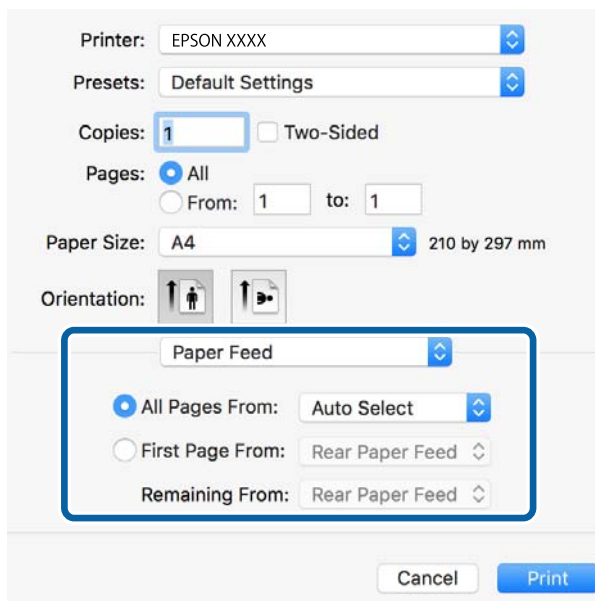 Printer: EPSON XXXX
Presets: Default Settings
Copies: 1 Two-Sided
Pages: All
From: 1 to: 1
Paper Size: A4 210 by 297 mm
Orientation:
Paper Feed
All Pages From: Auto Select
First Page From: Rear Paper Feed
Remaining From: Rear Paper Feed
Cancel Print